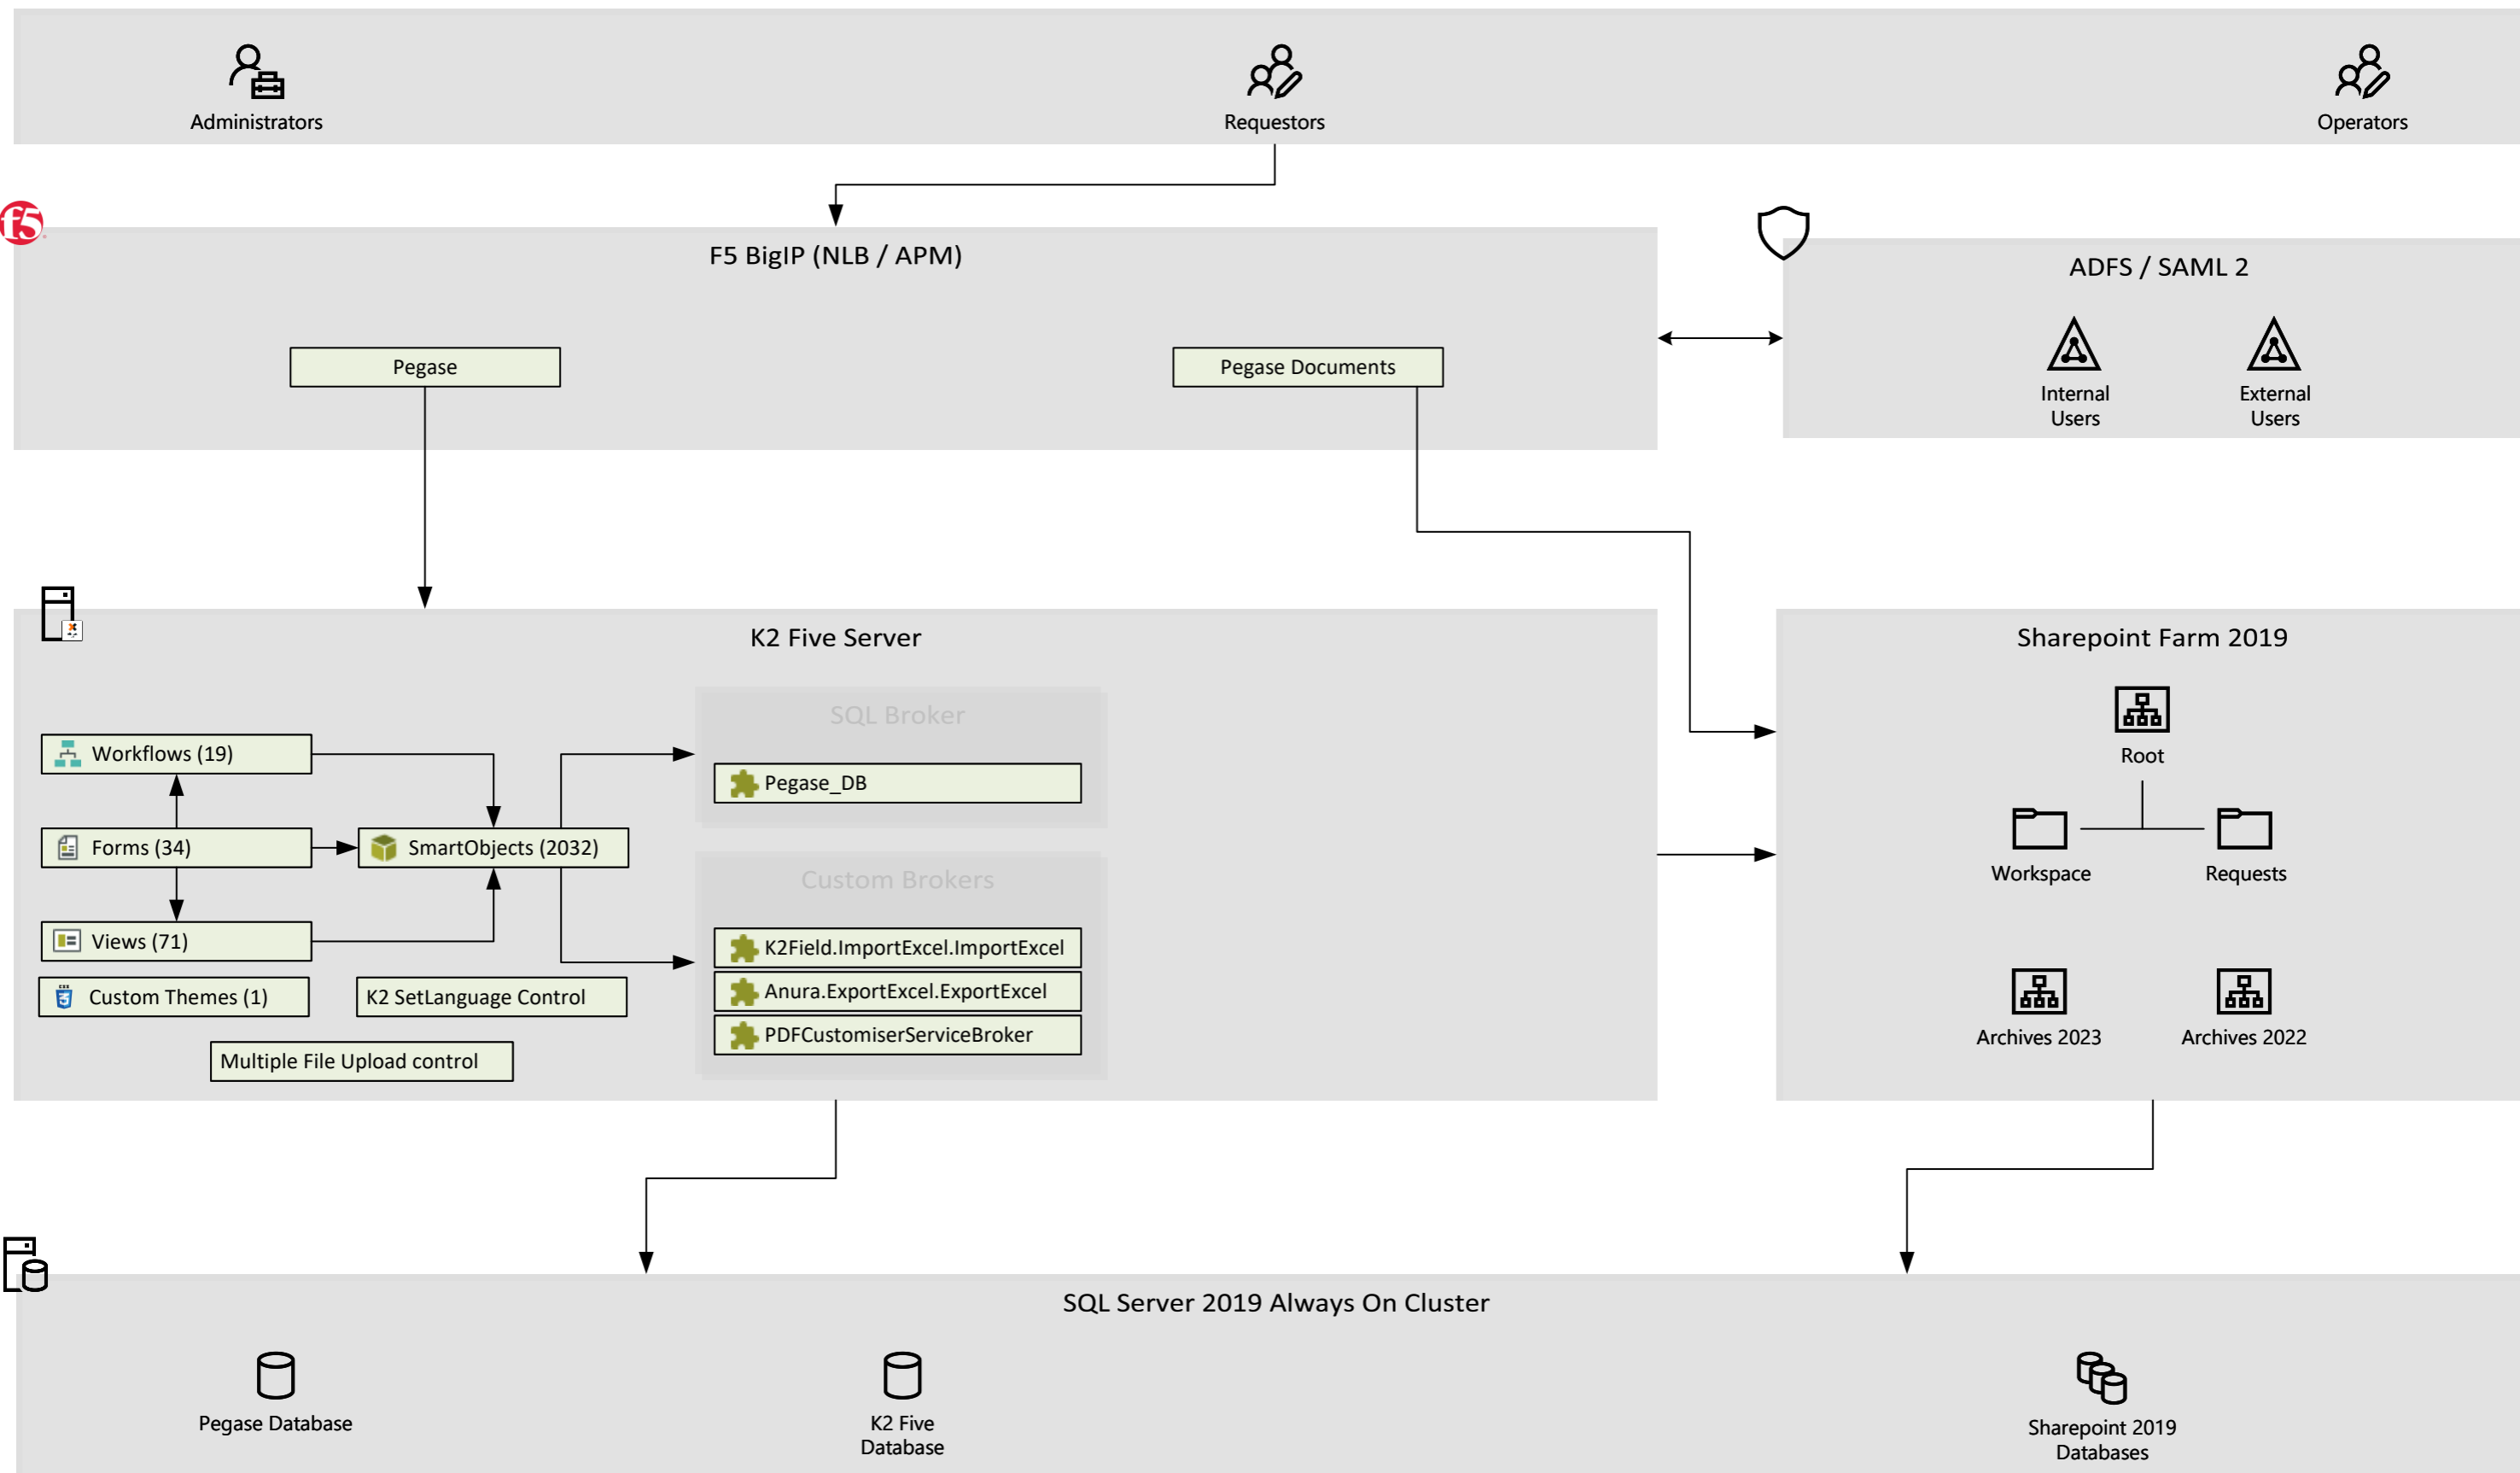 Administrators
Requestors
Operators
f5
F5 BigIP (NLB / APM)
ADFS / SAML 2
Pegase
Pegase Documents
Internal
Users
External
Users
K2 Five Server
Sharepoint Farm 2019
SQL Broker
Workflows (19)
Root
Pegase_DB
Forms (34)
SmartObjects (2032)
Workspace
Requests
Custom Brokers
Views (71)
K2Field.ImportExcel.ImportExcel
Custom Themes (1)
K2 SetLanguage Control
Anura.ExportExcel.ExportExcel
PDFCustomiserServiceBroker
Archives 2023
Archives 2022
Multiple File Upload control
SQL Server 2019 Always On Cluster
Pegase Database
K2 Five
Database
Sharepoint 2019
Databases